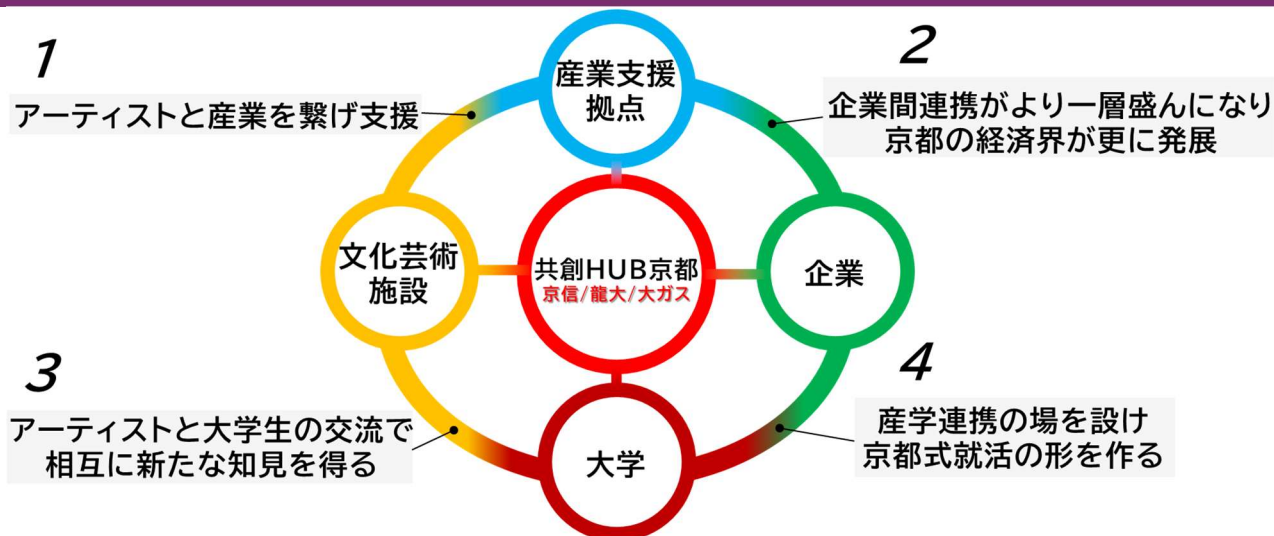 1
アーティストと産業を繋げ支援
産業支援
拠点
2
企業間連携がより一層盛んになり
京都の経済界が更に発展
文化芸術
施設
共創HUB京都
京信/龍大/大ガス
企業
3
アーティストと大学生の交流で
相互に新たな知見を得る
大学
4
産学連携の場を設け
京都式就活の形を作る